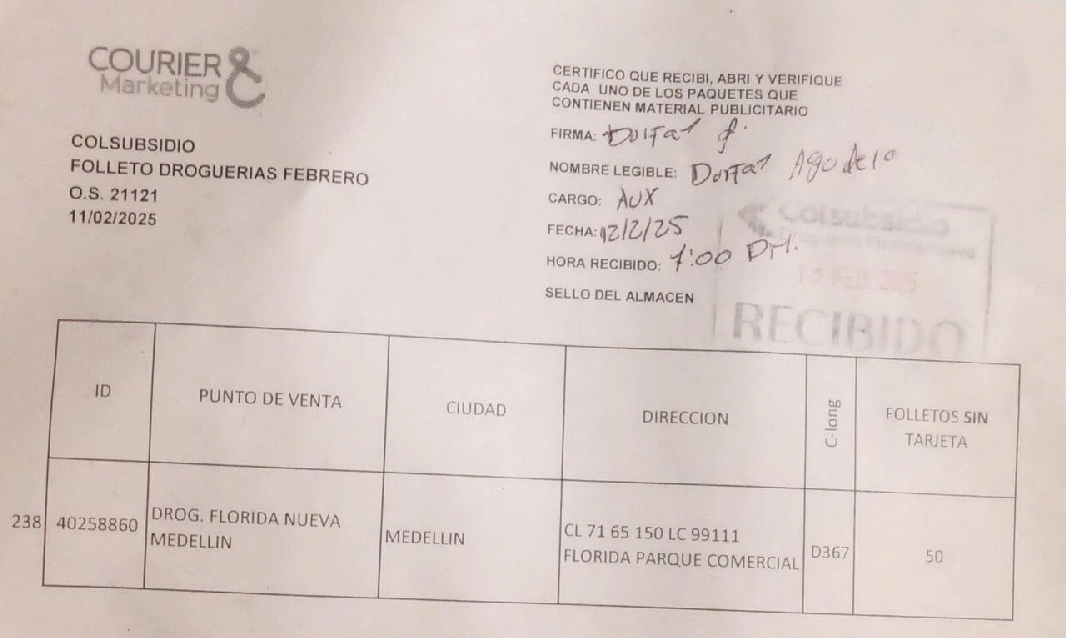 COURIER &
Marketing
COLSUBSIDIO
FOLLETO DROGUERIAS FEBRERO
O.S. 21121
11/02/2025
CERTIFICO QUE RECIBI, ABRI Y VERIFIQUE
CADA UNO DE LOS PAQUETES QUE
CONTIENEN MATERIAL PUBLICITARIO
FIRMA:
NOMBRE LEGIBLE: Agudelo
CARGO: AUX
FECHA: 12/2/25
HORA RECIBIDO: 1:00 PM.
SELLO DEL ALMACEN
Colsubsidio
FEB 2025
RECIBIDO
ID PUNTO DE VENTA CIUDAD DIRECCION C-long FOLLETOS SIN
TARJETA
238 40258860 DROG. FLORIDA NUEVA
MEDELLIN
MEDELLIN
CL 71 65 150 LC 99111
FLORIDA PARQUE COMERCIAL
D367
50